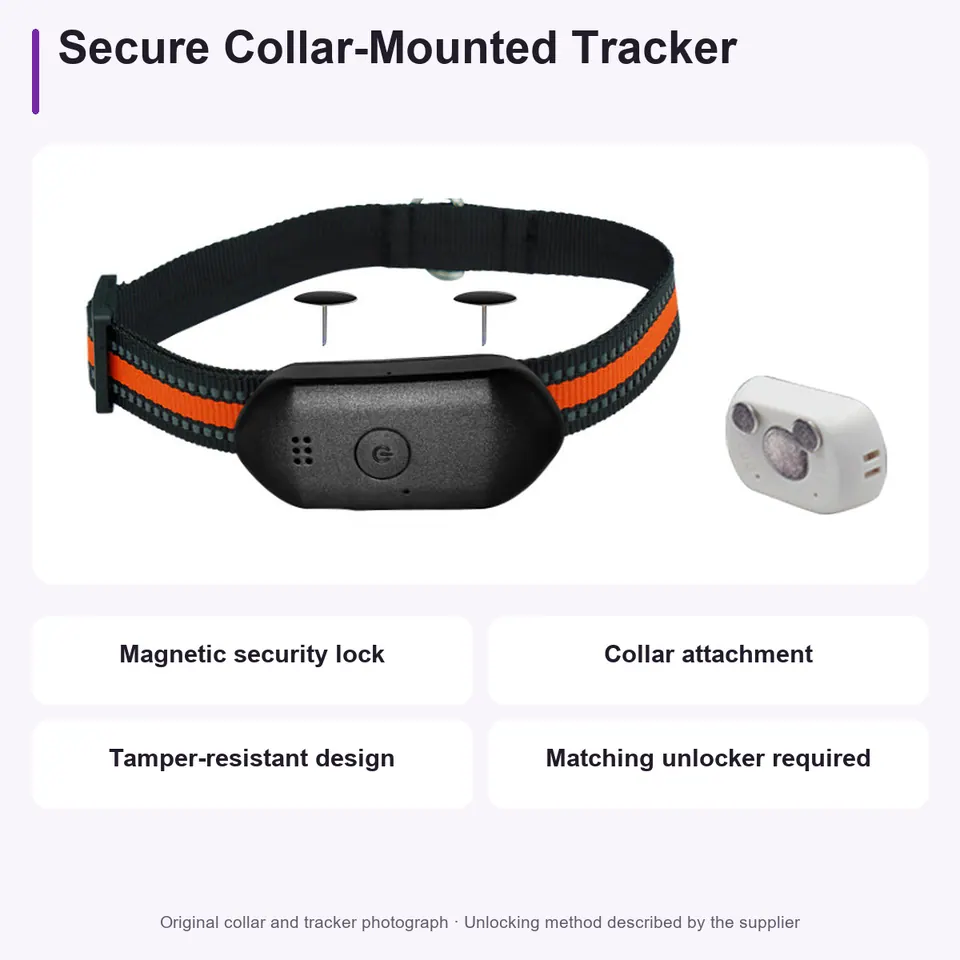 Secure Collar-Mounted Tracker
Magnetic security lock
Collar attachment
Tamper-resistant design
Matching unlocker required
Original collar and tracker photograph · Unlocking method described by the supplier